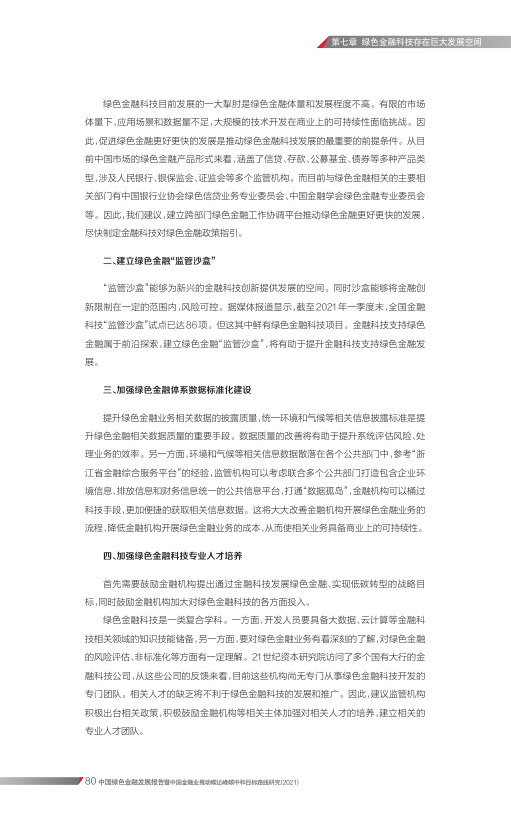 第七章 绿色金融科技存在巨大发展空间
绿色金融科技目前发展的一大掣肘是绿色金融体量和发展程度不高。有限的市场
体量下，应用场景和数据量不足，大规模的技术开发在商业上的可持续性面临挑战。因
此，促进绿色金融更好更快的发展是推动绿色金融科技发展的最重要的前提条件。从目
前中国市场的绿色金融产品形式来看，涵盖了信贷、存款、公募基金、债券等多种产品类
型，涉及人民银行、银保监会、证监会等多个监管机构。而目前与绿色金融相关的主要相
关部门有中国银行业协会绿色信贷业务专业委员会、中国金融学会绿色金融专业委员会
等。因此，我们建议，建立跨部门绿色金融工作协调平台推动绿色金融更好更快的发展，
尽快制定金融科技对绿色金融政策指引。
二、建立绿色金融“监管沙盒”
“监管沙盒”能够为新兴的金融科技创新提供发展的空间。同时沙盒能够将金融创
新限制在一定的范围内，风险可控。据媒体报道显示，截至2021年一季度末，全国金融
科技“监管沙盒”试点已达86项。但这其中鲜有绿色金融科技项目。金融科技支持绿色
金融属于前沿探索，建立绿色金融“监管沙盒”，将有助于提升金融科技支持绿色金融发
展。
三、加强绿色金融体系数据标准化建设
提升绿色金融业务相关数据的披露质量，统一环境和气候等相关信息披露标准是提
升绿色金融相关数据质量的重要手段。数据质量的改善将有助于提升系统评估风险、处
理业务的效率。另一方面，环境和气候等相关信息数据散落在各个公共部门中，参考“浙
江省金融综合服务平台”的经验，监管机构可以考虑联合多个公共部门打造包含企业环
境信息、排放信息和财务信息统一的公共信息平台，打通“数据孤岛”，金融机构可以桶过
科技手段，更加便捷的获取相关信息数据。这将大大改善金融机构开展绿色金融业务的
流程，降低金融机构开展绿色金融业务的成本，从而使相关业务具备商业上的可持续性。
四、加强绿色金融科技专业人才培养
首先需要鼓励金融机构提出通过金融科技发展绿色金融、实现低碳转型的战略目
标，同时鼓励金融机构加大对绿色金融科技的各方面投入。
绿色金融科技是一类复合学科。一方面，开发人员要具备大数据、云计算等金融科
技相关领域的知识技能储备，另一方面，要对绿色金融业务有着深刻的了解，对绿色金融
的风险评估、非标准化等方面有一定理解。21世纪资本研究院访问了多个国有大行的金
融科技公司，从这些公司的反馈来看，目前这些机构尚无专门从事绿色金融科技开发的
专门团队。相关人才的缺乏将不利于绿色金融科技的发展和推广。因此，建议监管机构
积极出台相关政策，积极鼓励金融机构等相关主体加强对相关人才的培养，建立相关的
专业人才团队。
80 中国绿色金融发展报告暨中国金融业推动碳达峰碳中和目标路线研究(2021)